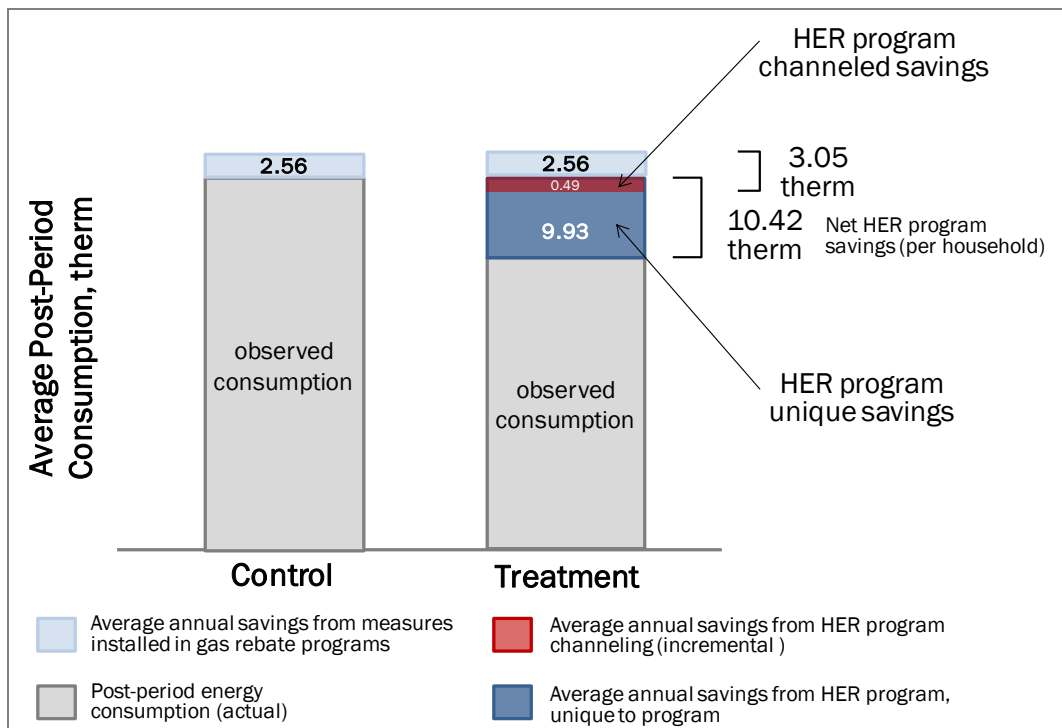 HER program
channeled savings
2.56
2.56
0.49
3.05
therm
10.42
therm
Net HER program
savings (per household)
9.93
Average Post-Period
Consumption, therm
observed
consumption
observed
consumption
HER program
unique savings
Control
Treatment
Average annual savings from measures
installed in gas rebate programs
Average annual savings from HER program
channeling (incremental )
Post-period energy
consumption (actual)
Average annual savings from HER program,
unique to program